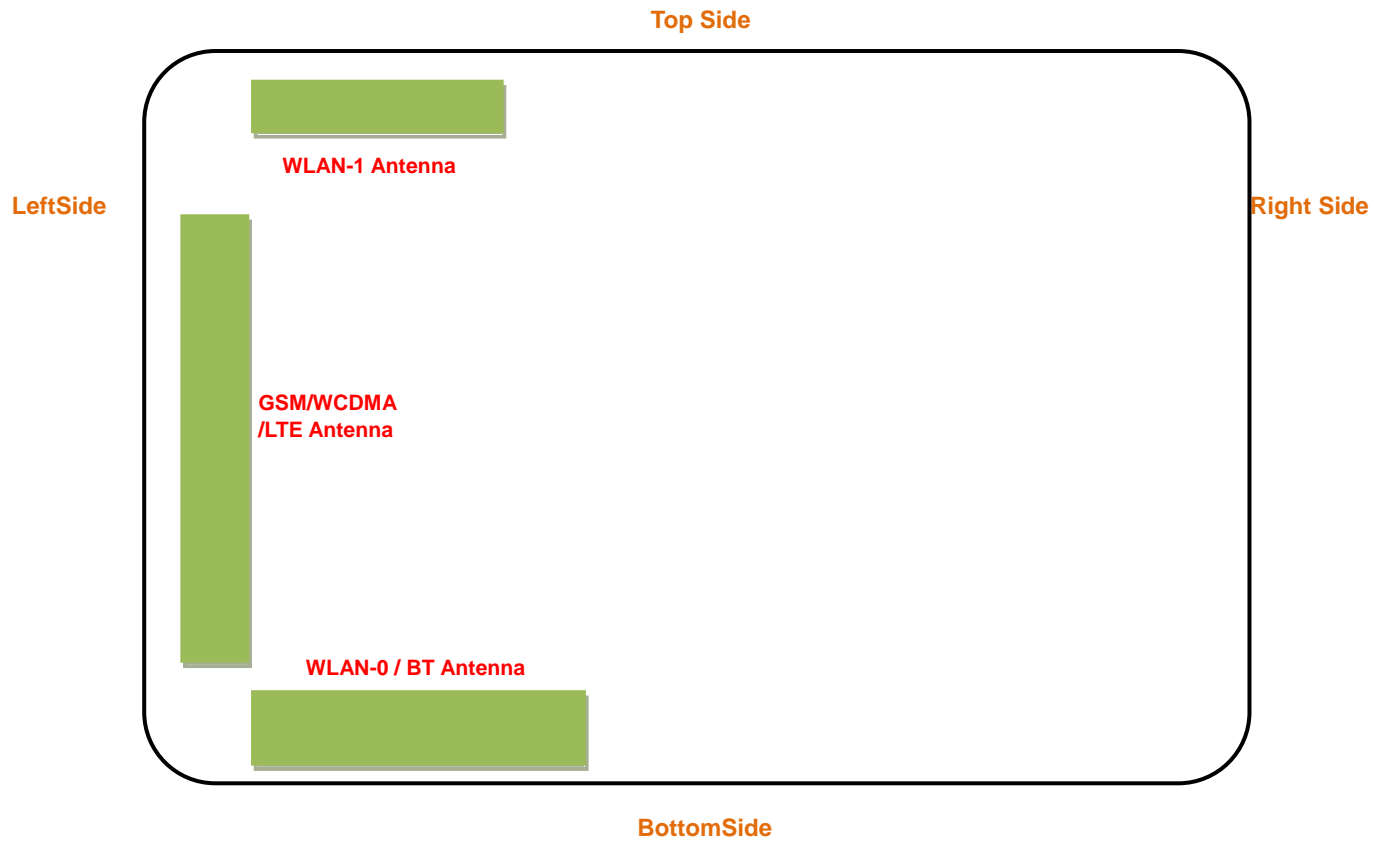 Top Side
WLAN-1 Antenna
LeftSide
Right Side
GSM/WCDMA
/LTE Antenna
WLAN-0 / BT Antenna
BottomSide